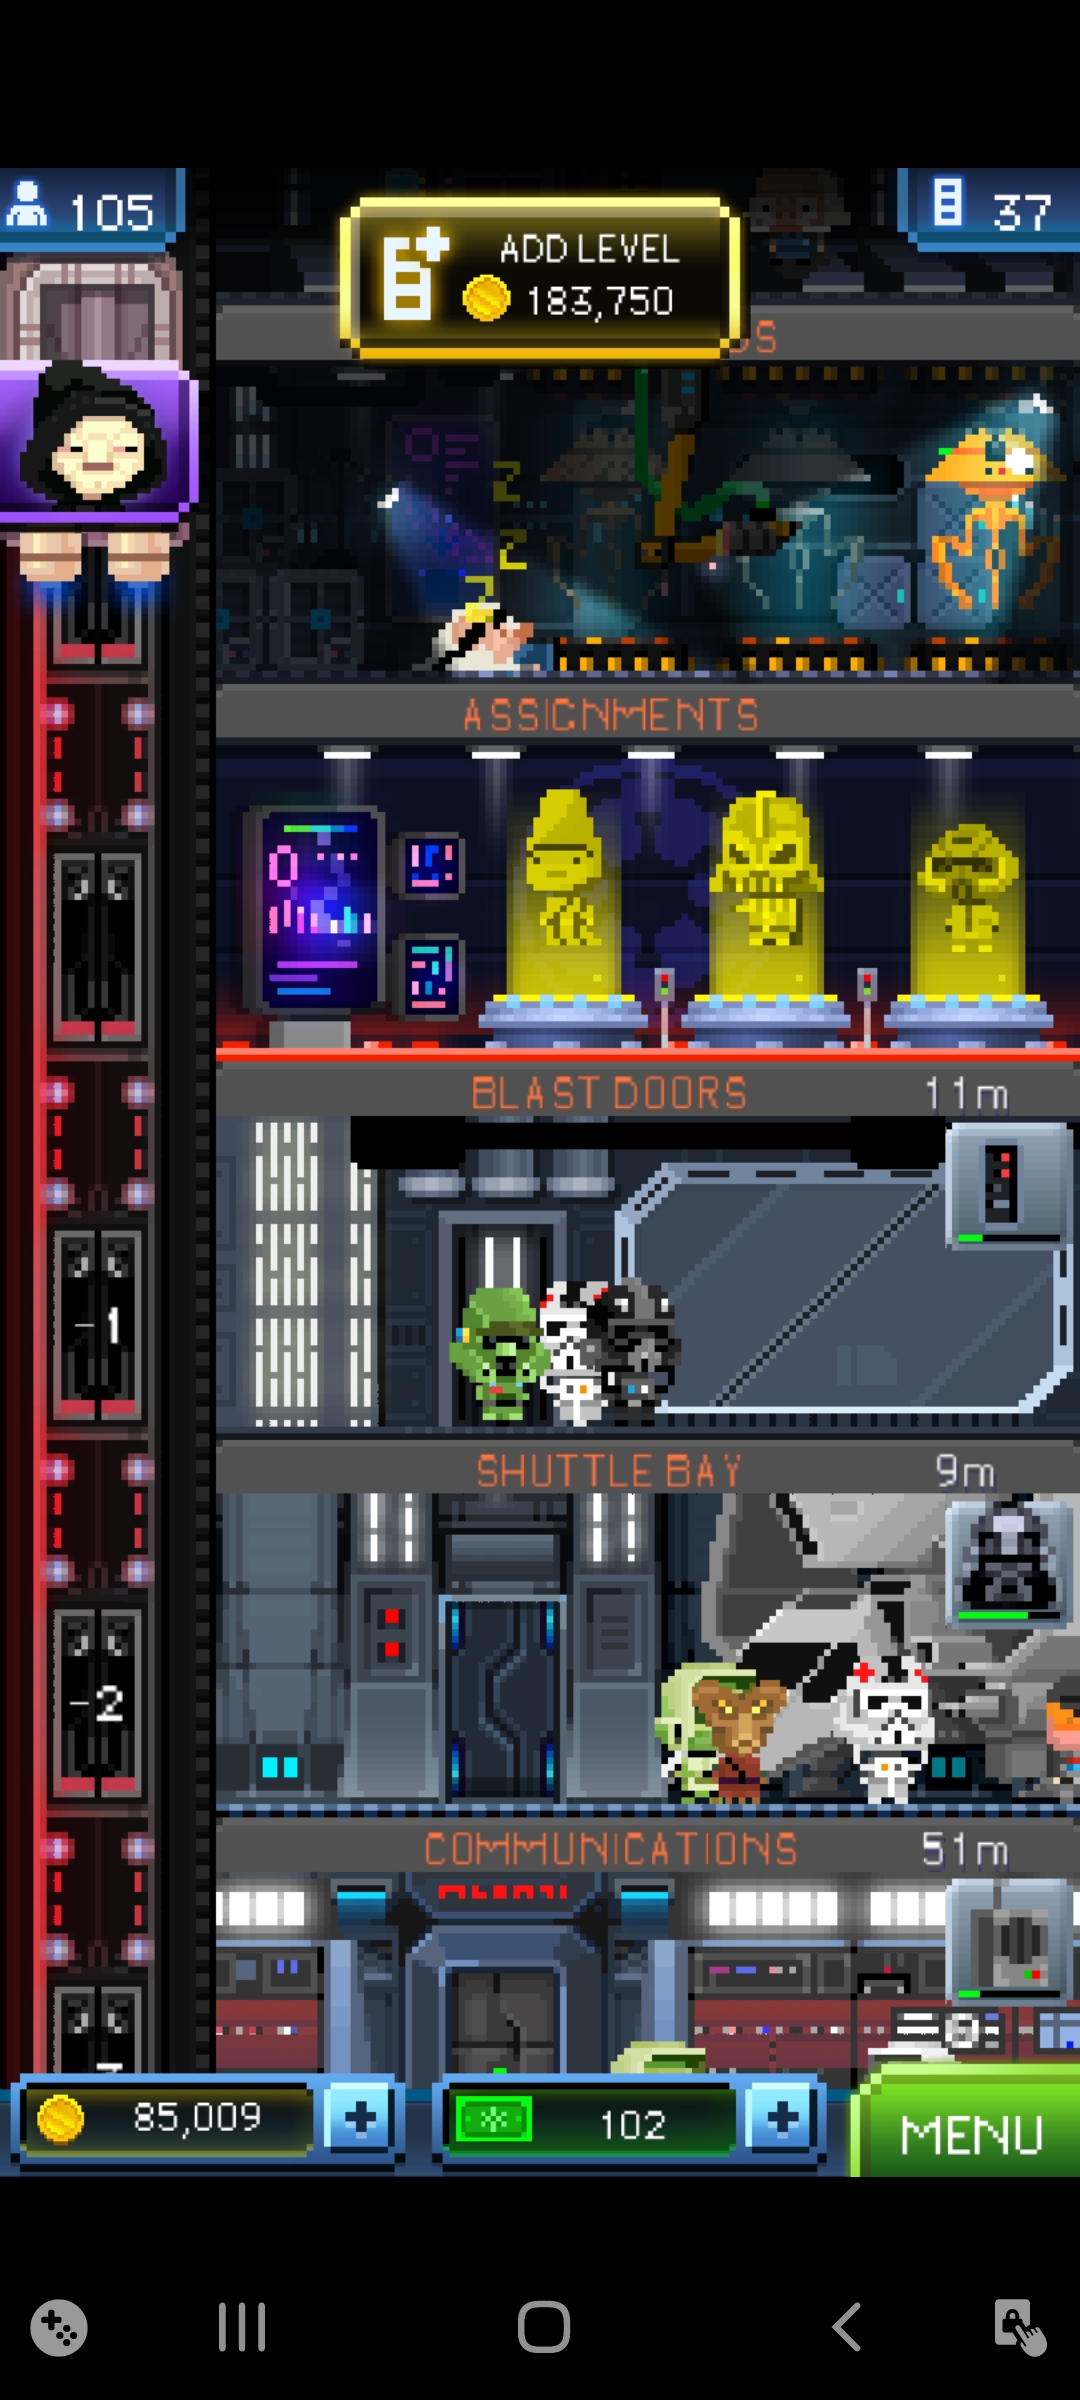 105
37
ADD LEVEL
183,750
ASSIGNMENTS
BLAST DOORS
11m
-1
SHUTTLE BAY
9m
-2
COMMUNICATIONS
51m
85,009
102
MENU